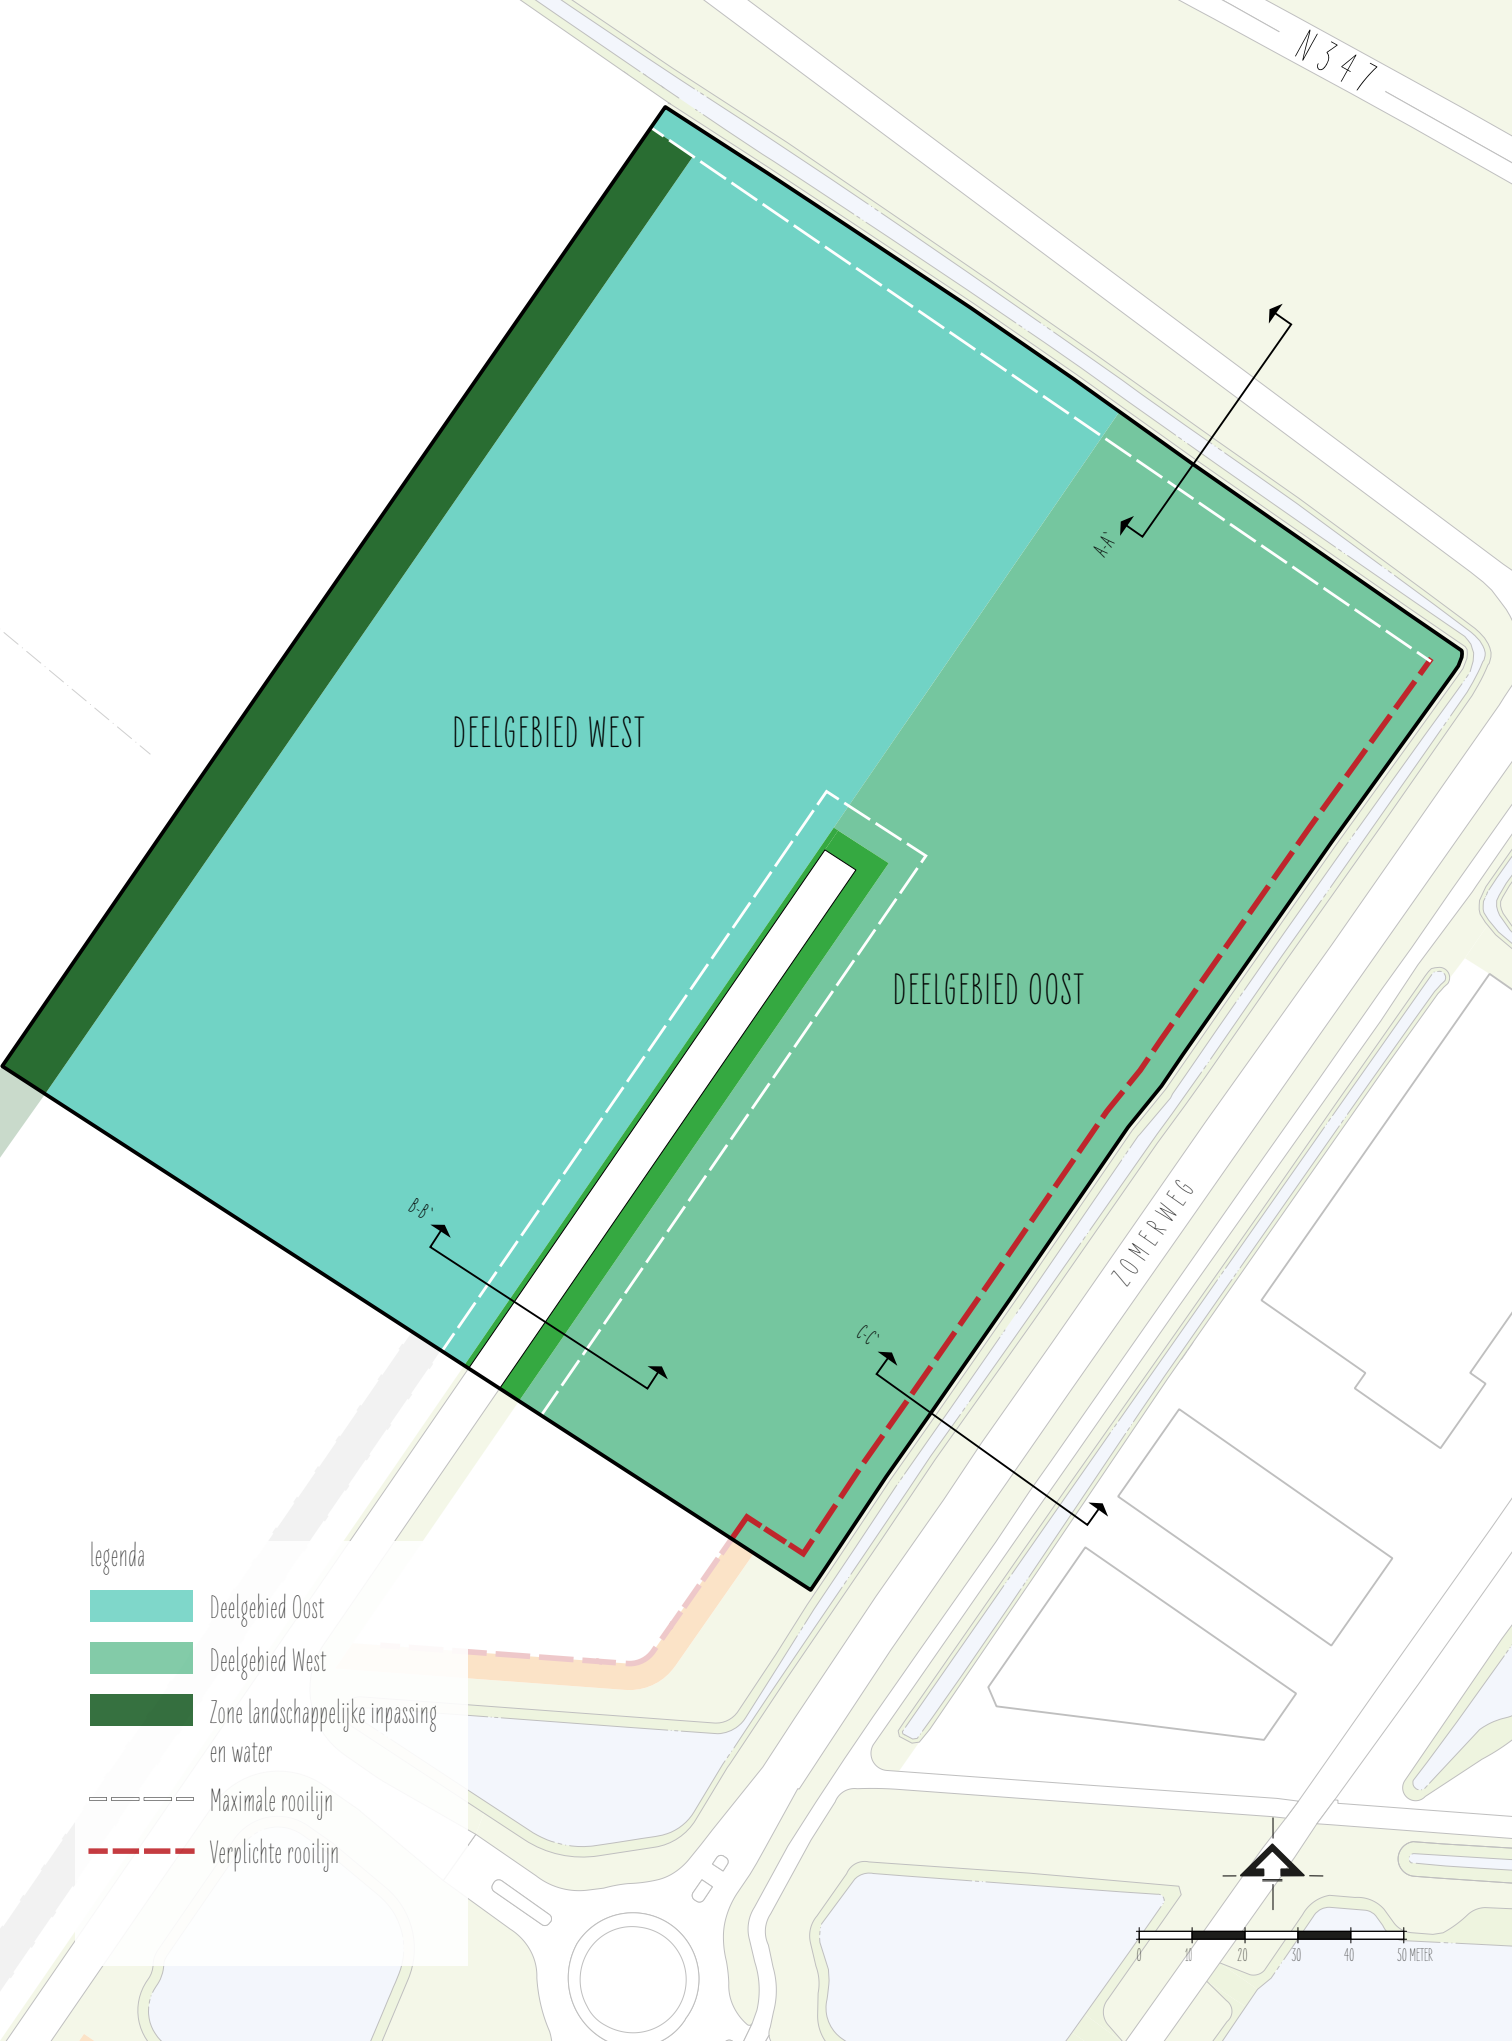 N347
A-A'
DEELGEBIED WEST
DEELGEBIED OOST
ZOMERWEG
B-B'
C-C'
legenda
Deelgebied Oost
Deelgebied West
Zone landschappelijke inpassing
en water
Maximale rooilijn
Verplichte rooilijn
0 10 20 30 40 50 METER